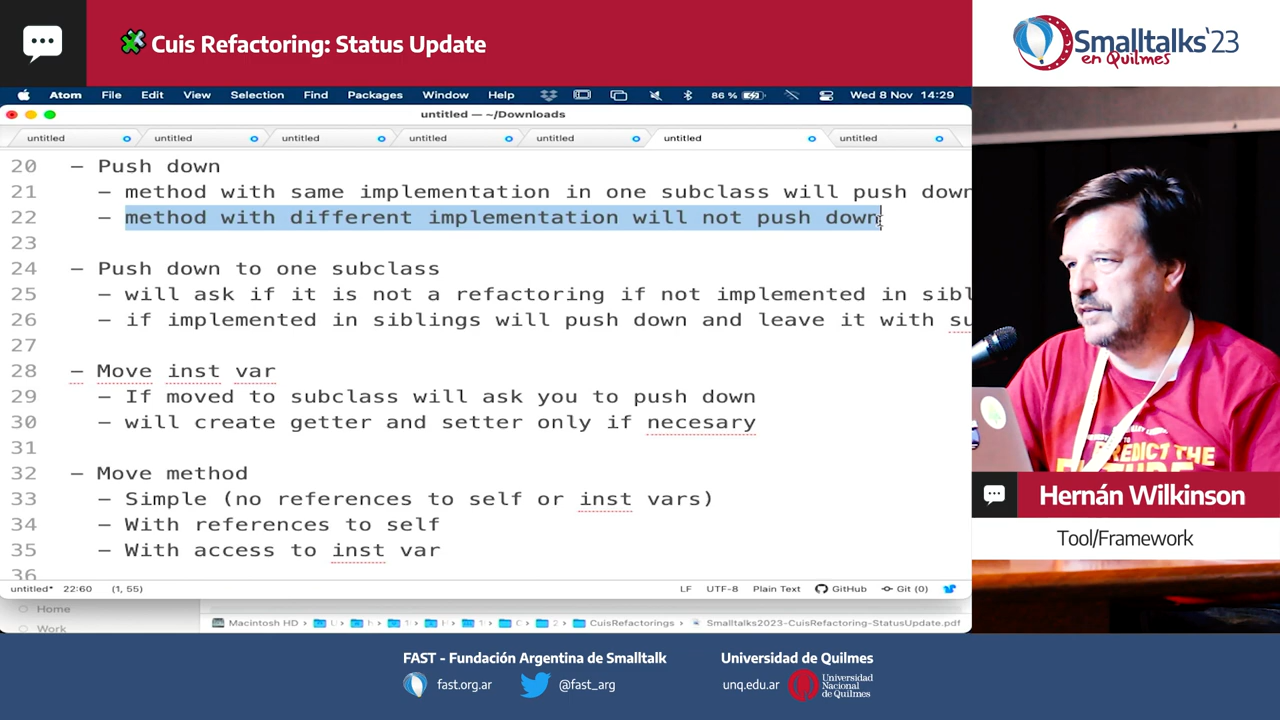 Cuis Refactoring: Status Update
Smalltalks'23
en Quilmes
Atom File Edit View Selection Find Packages Window Help 86 % Wed 8 Nov 14:29
untitled — ~/Downloads
untitled untitled untitled untitled untitled untitled untitled
20 – Push down
21 – method with same implementation in one subclass will push down
22 – method with different implementation will not push down
23
24 – Push down to one subclass
25 – will ask if it is not a refactoring if not implemented in sibl
26 – if implemented in siblings will push down and leave it with su
27
28 – Move inst var
29 – If moved to subclass will ask you to push down
30 – will create getter and setter only if necesary
31
32 – Move method
33 – Simple (no references to self or inst vars)
34 – With references to self
35 – With access to inst var
36
untitled* 22:60 (1, 55) LF UTF-8 Plain Text GitHub Git (0)
Home
Work
Macintosh HD CuisRefactorings Smalltalks2023-CuisRefactoring-StatusUpdate.pdf
PREDICT THE
FUTURE
Hernán Wilkinson
Tool/Framework
FAST - Fundación Argentina de Smalltalk
fast.org.ar @fast_arg
Universidad de Quilmes
unq.edu.ar
Universidad
Nacional
de Quilmes